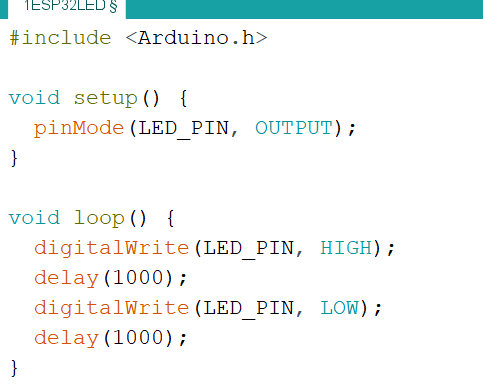 1ESP32LED §
#include <Arduino.h>
void setup() {
pinMode(LED_PIN, OUTPUT);
}
void loop() {
digitalWrite(LED_PIN, HIGH);
delay(1000);
digitalWrite(LED_PIN, LOW);
delay(1000);
}